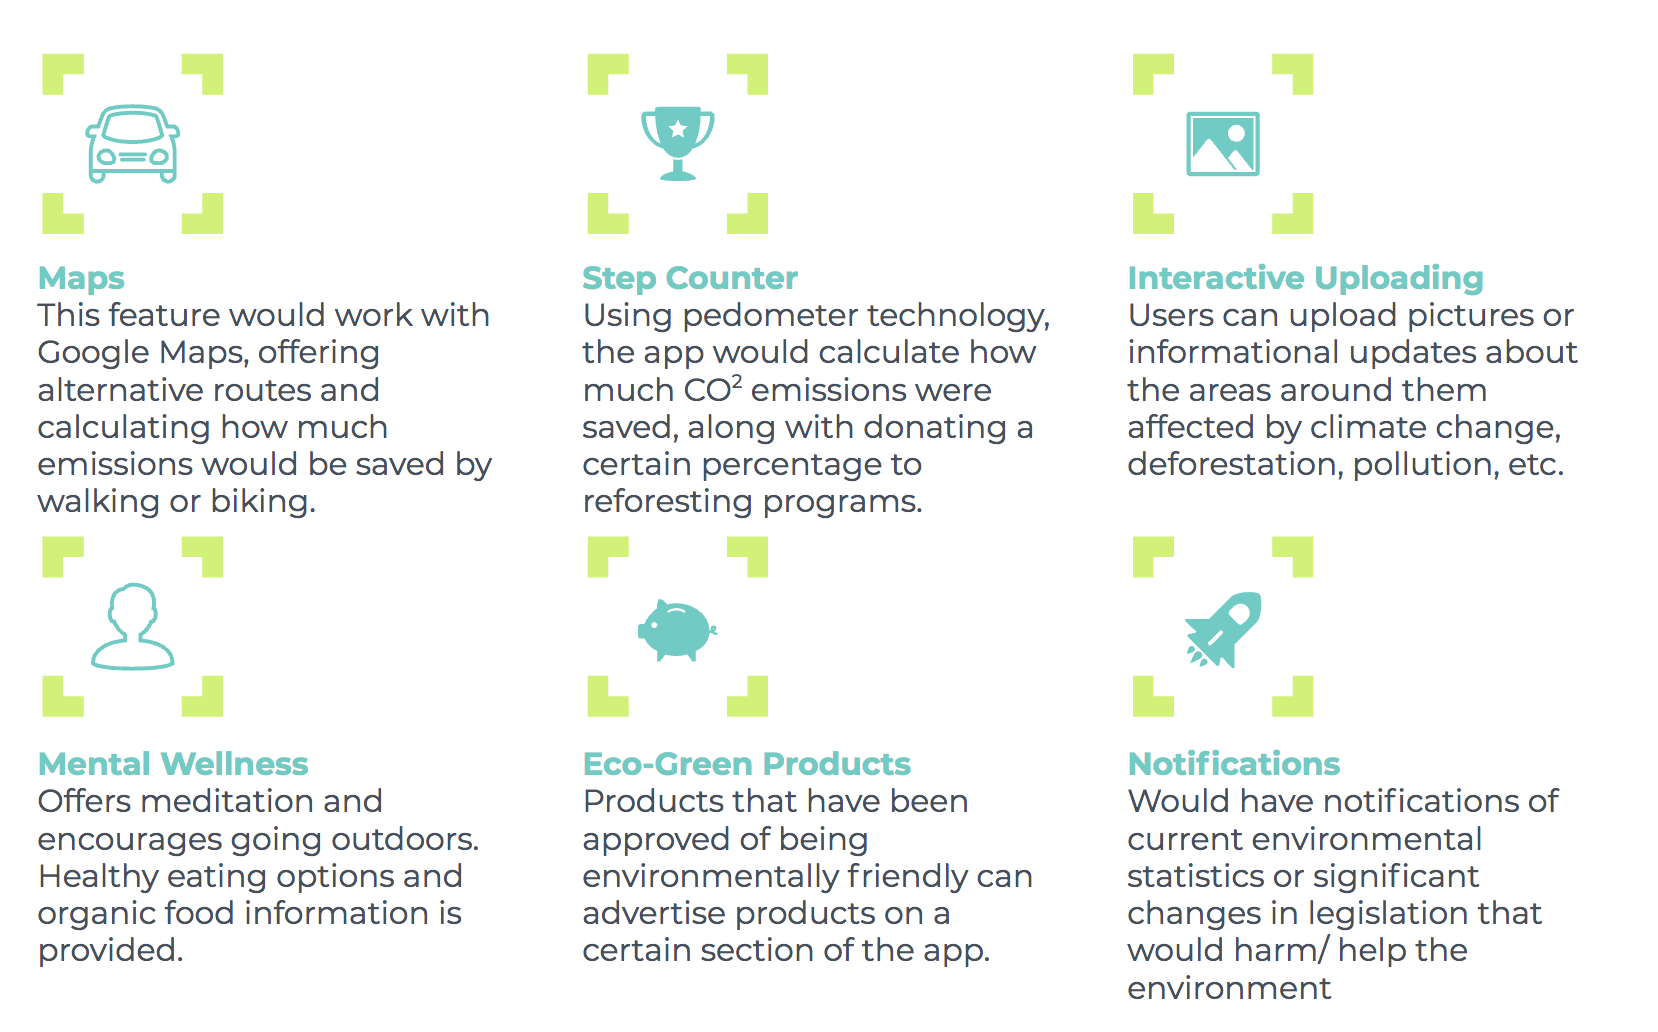 Maps
This feature would work with
Google Maps, offering
alternative routes and
calculating how much
emissions would be saved by
walking or biking.
Step Counter
Using pedometer technology,
the app would calculate how
much CO² emissions were
saved, along with donating a
certain percentage to
reforesting programs.
Interactive Uploading
Users can upload pictures or
informational updates about
the areas around them
affected by climate change,
deforestation, pollution, etc.
Mental Wellness
Offers meditation and
encourages going outdoors.
Healthy eating options and
organic food information is
provided.
Eco-Green Products
Products that have been
approved of being
environmentally friendly can
advertise products on a
certain section of the app.
Notifications
Would have notifications of
current environmental
statistics or significant
changes in legislation that
would harm/ help the
environment